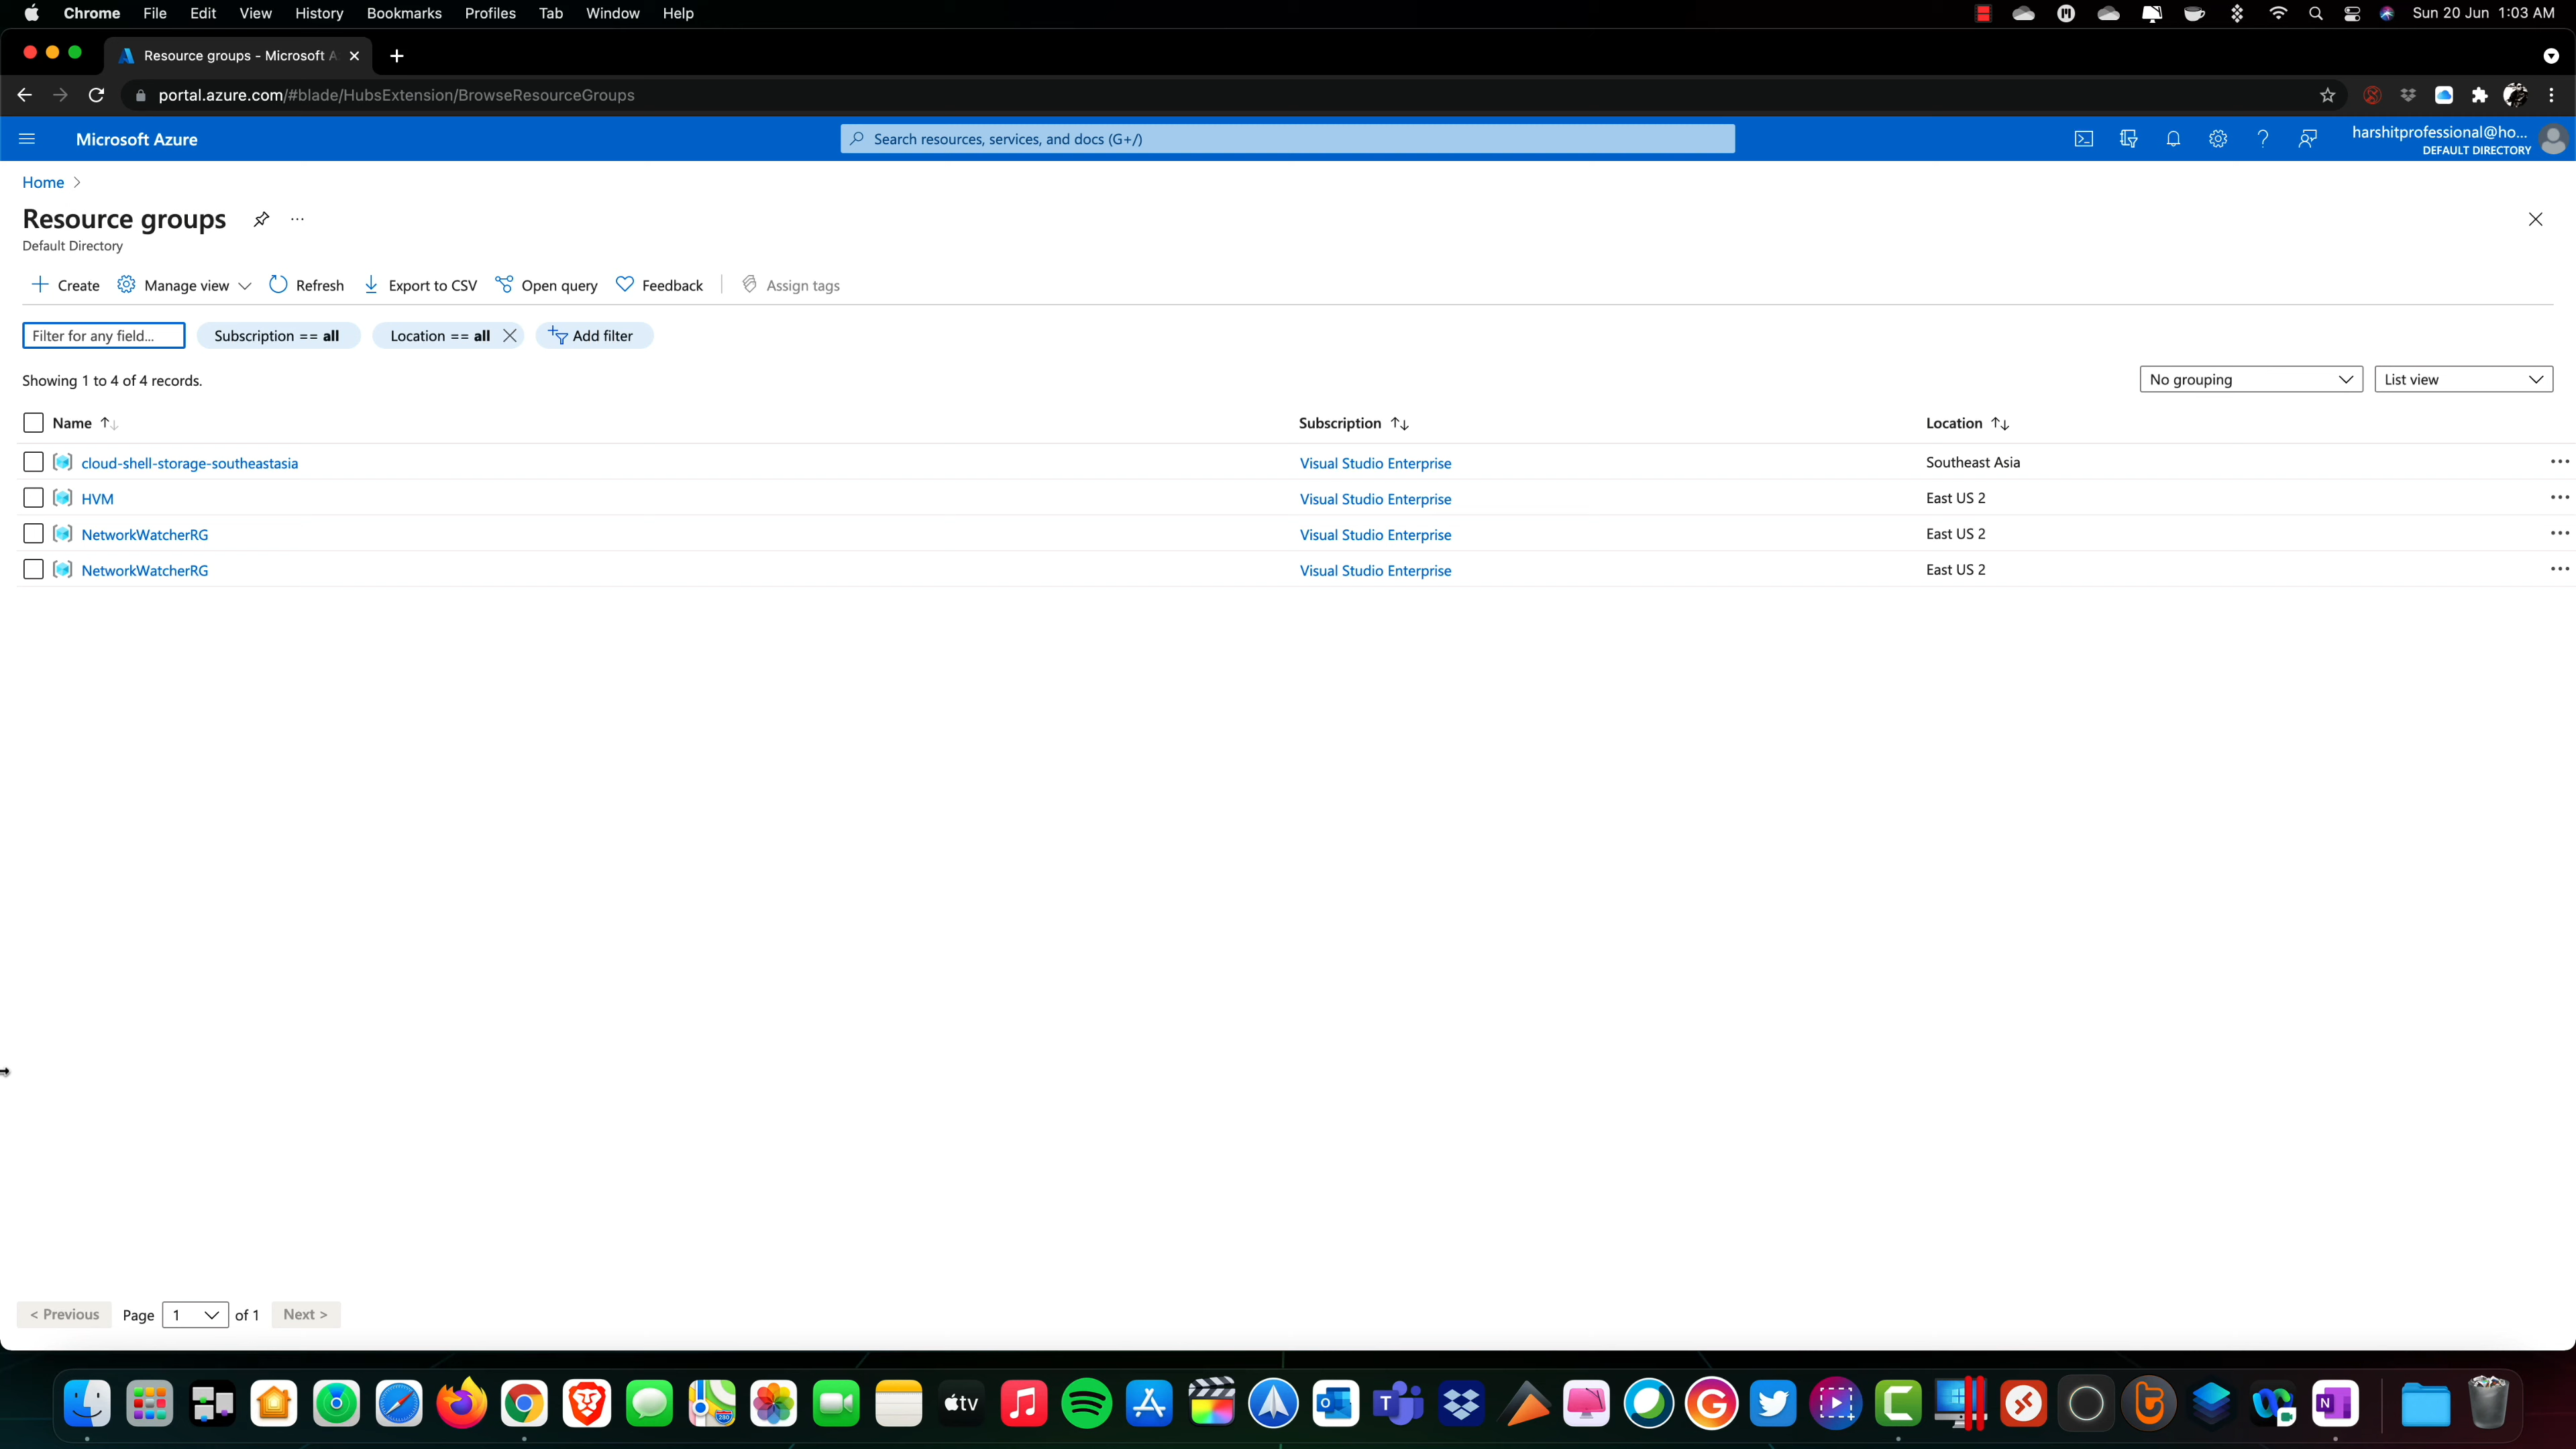 Chrome File Edit View History Bookmarks Profiles Tab Window Help Sun 20 Jun 1:03 AM
Resource groups - Microsoft A
portal.azure.com/#blade/HubsExtension/BrowseResourceGroups
Microsoft Azure
Search resources, services, and docs (G+/)
harshitprofessional@ho...
DEFAULT DIRECTORY
Home >
Resource groups
Default Directory
Create Manage view Refresh Export to CSV Open query Feedback Assign tags
Filter for any field... Subscription == all Location == all Add filter
Showing 1 to 4 of 4 records. No grouping List view
Name Subscription Location
cloud-shell-storage-southeastasia Visual Studio Enterprise Southeast Asia
HVM Visual Studio Enterprise East US 2
NetworkWatcherRG Visual Studio Enterprise East US 2
NetworkWatcherRG Visual Studio Enterprise East US 2
< Previous Page 1 of 1 Next >
280 tv O T G C N